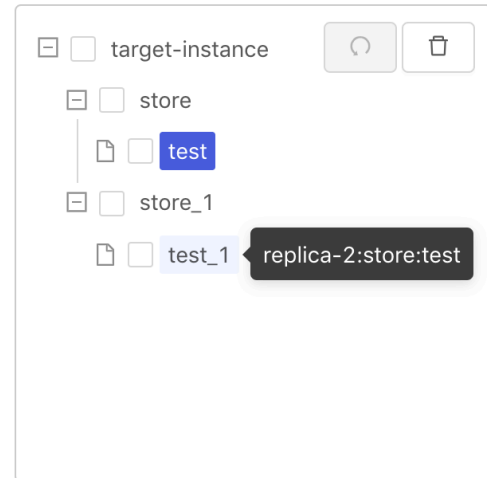 target-instance
store
test
store_1
test_1 replica-2:store:test